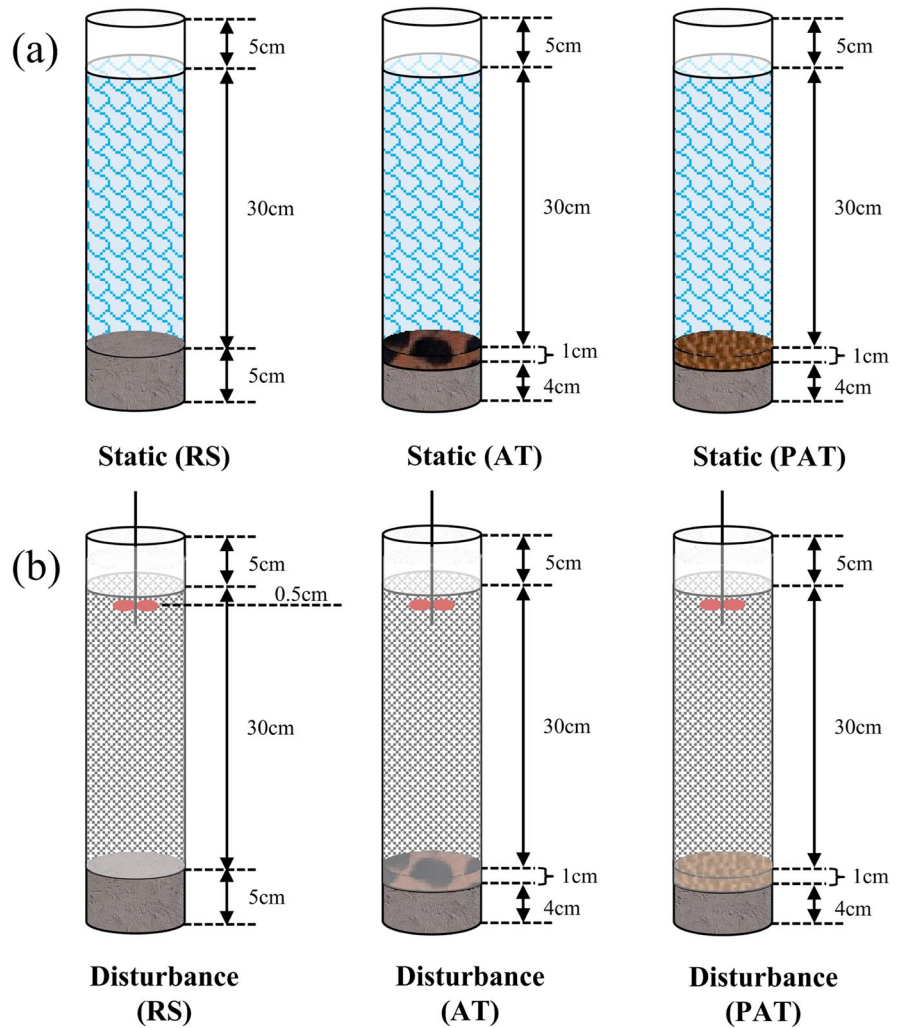 (a)
5cm
30cm
5cm
Static (RS)
5cm
30cm
1cm
4cm
Static (AT)
5cm
30cm
1cm
4cm
Static (PAT)
(b)
5cm
0.5cm
30cm
5cm
Disturbance
(RS)
5cm
30cm
1cm
4cm
Disturbance
(AT)
5cm
30cm
1cm
4cm
Disturbance
(PAT)